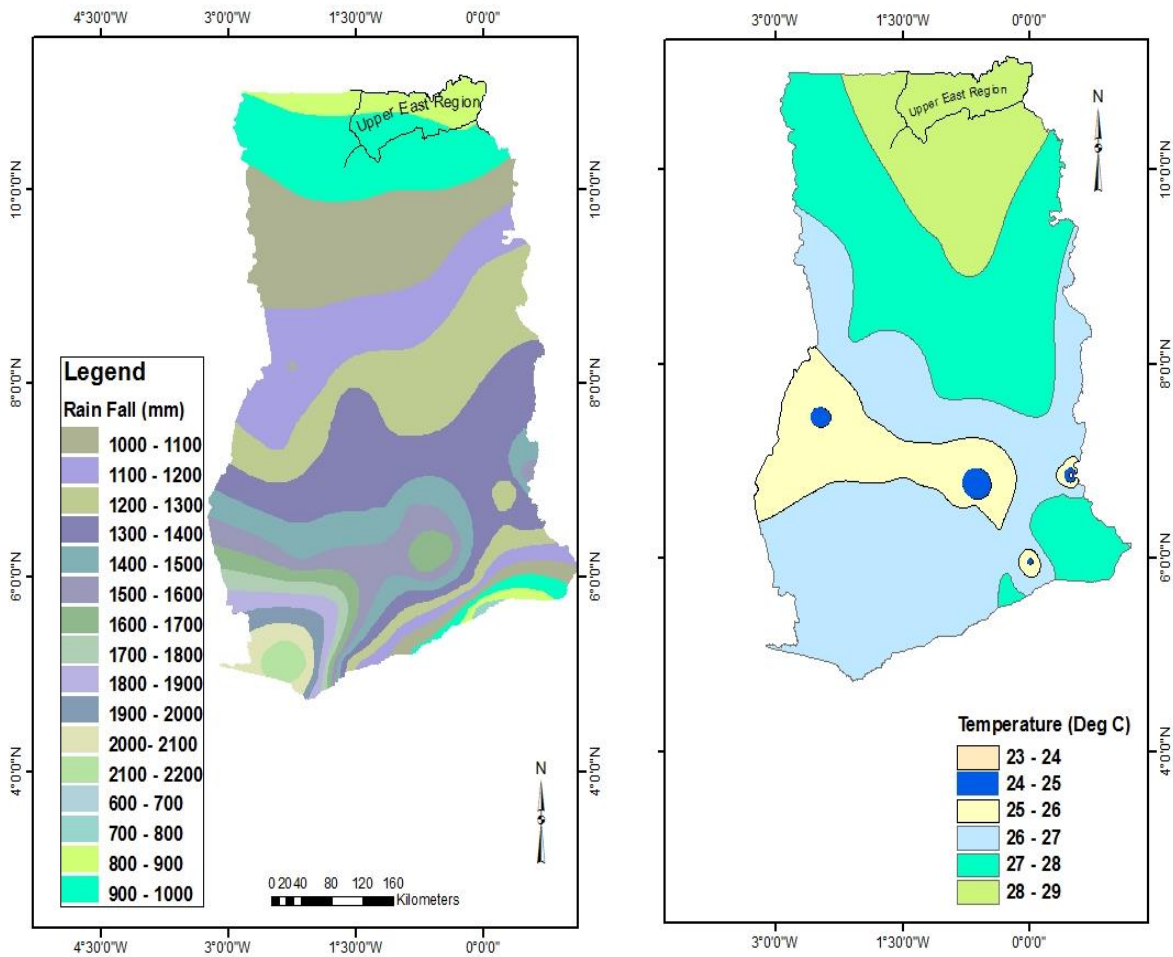 4°30'0"W
1°30'0"W
0°0'0"
3°0'0"W
Upper East Region
10°0'0"N
8°0'0"N
6°0'0"N
4°0'0"N
Legend
Rain Fall (mm)
1000 - 1100
1100 - 1200
1200 - 1300
1300 - 1400
1400 - 1500
1500 - 1600
1600 - 1700
1700 - 1800
1800 - 1900
1900 - 2000
2000- 2100
2100 - 2200
600 - 700
700 - 800
800 - 900
900 - 1000
N
0 20 40 80 120 160
Kilometers
10°0'0"N
8°0'0"N
6°0'0"N
4°0'0"N
4°30'0"W
3°0'0"W
1°30'0"W
0°0'0"
3°0'0"W
1°30'0"W
0°0'0"
Upper East Region
N
10°0'0"N
8°0'0"N
6°0'0"N
4°0'0"N
Temperature (Deg C)
23 - 24
24 - 25
25 - 26
26 - 27
27 - 28
28 - 29
3°0'0"W
1°30'0"W
0°0'0"